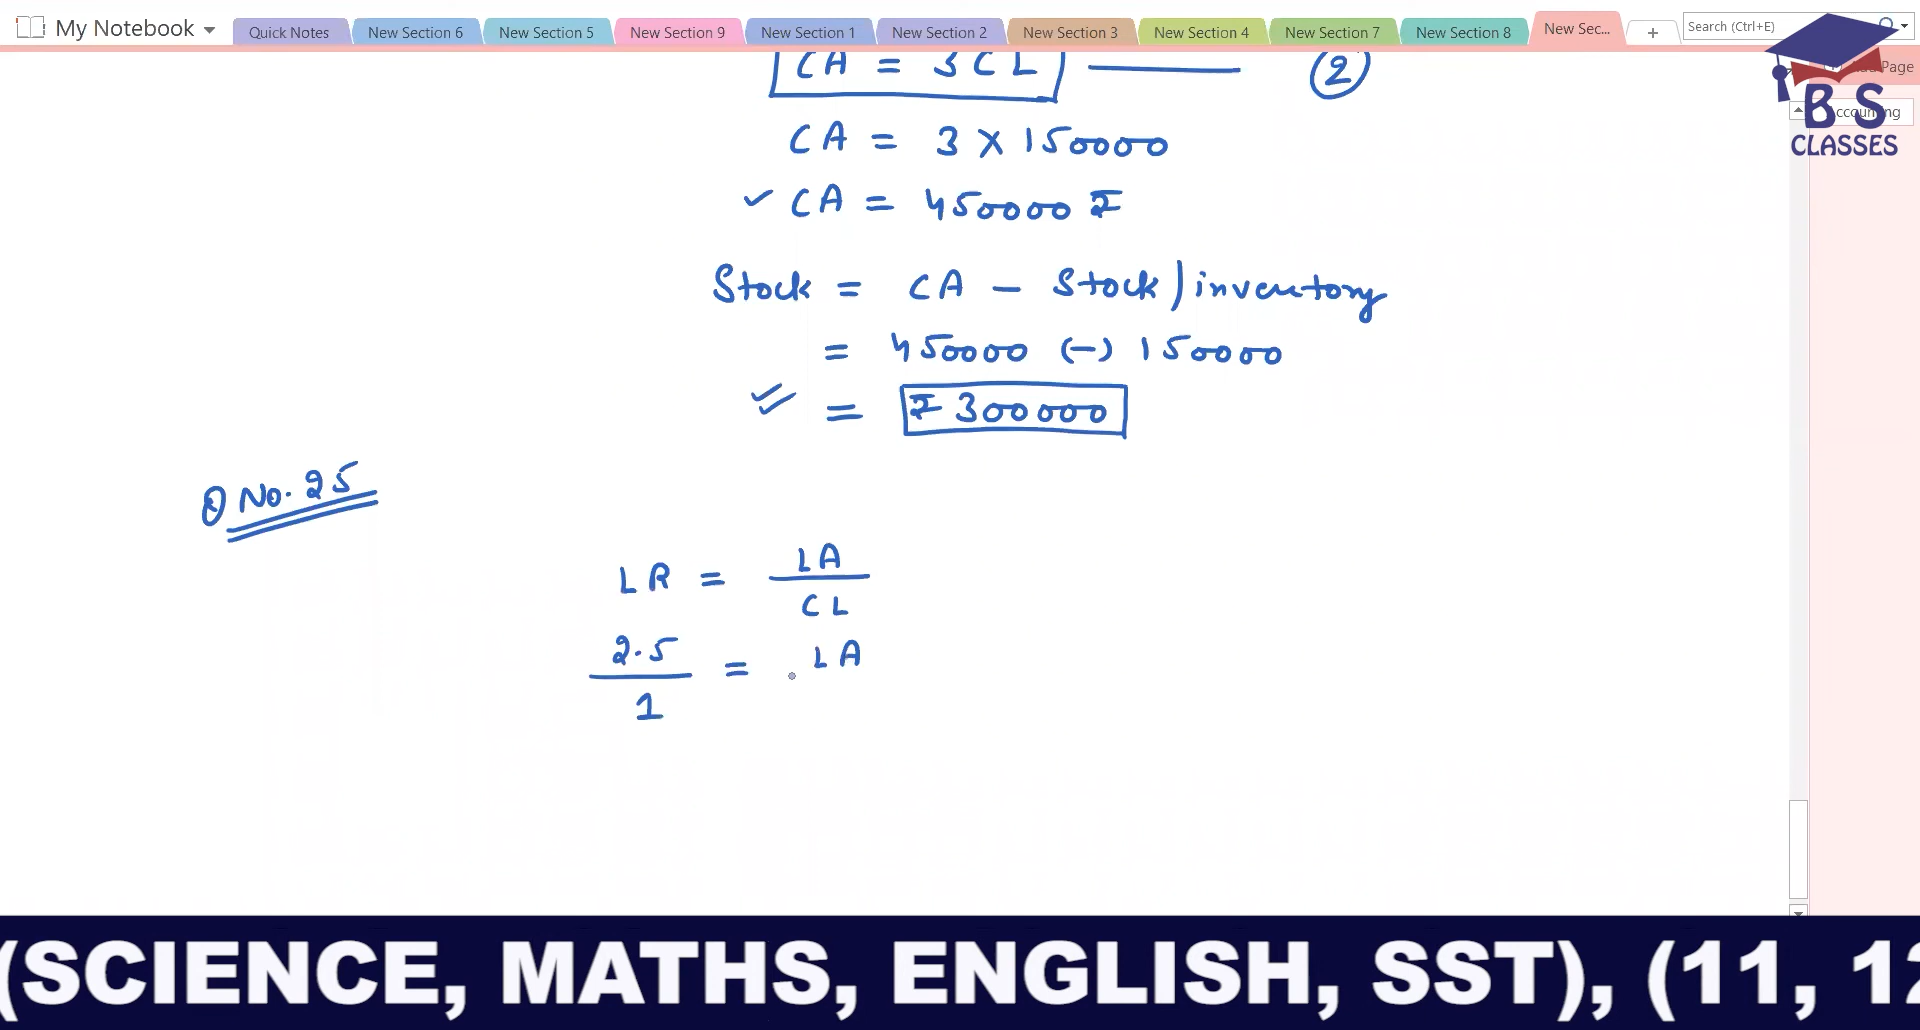 My Notebook
Quick Notes
New Section 6
New Section 5
New Section 9
New Section 1
New Section 2
New Section 3
New Section 4
New Section 7
New Section 8
New Sec...
Search (Ctrl+E)
Page
B S
CLASSES
CA = 3CL ——— (2)
CA = 3 X 150000
✓ CA = 450000 ₹
Stock = CA - Stock/inventory
= 450000 (-) 150000
= ₹300000
Q No. 25
LR = LA / CL
2.5 / 1 = LA
(SCIENCE, MATHS, ENGLISH, SST), (11, 12